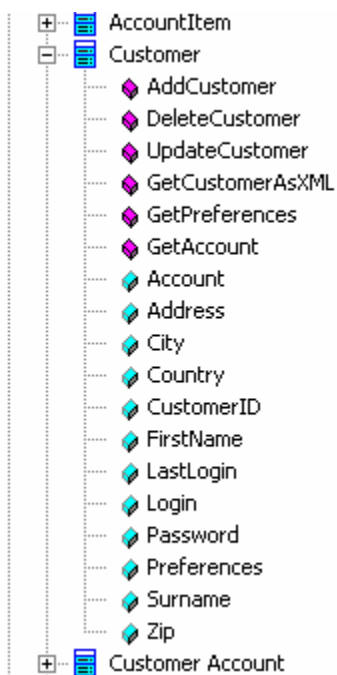 AccountItem
Customer
AddCustomer
DeleteCustomer
UpdateCustomer
GetCustomerAsXML
GetPreferences
GetAccount
Account
Address
City
Country
CustomerID
FirstName
LastLogin
Login
Password
Preferences
Surname
Zip
Customer Account